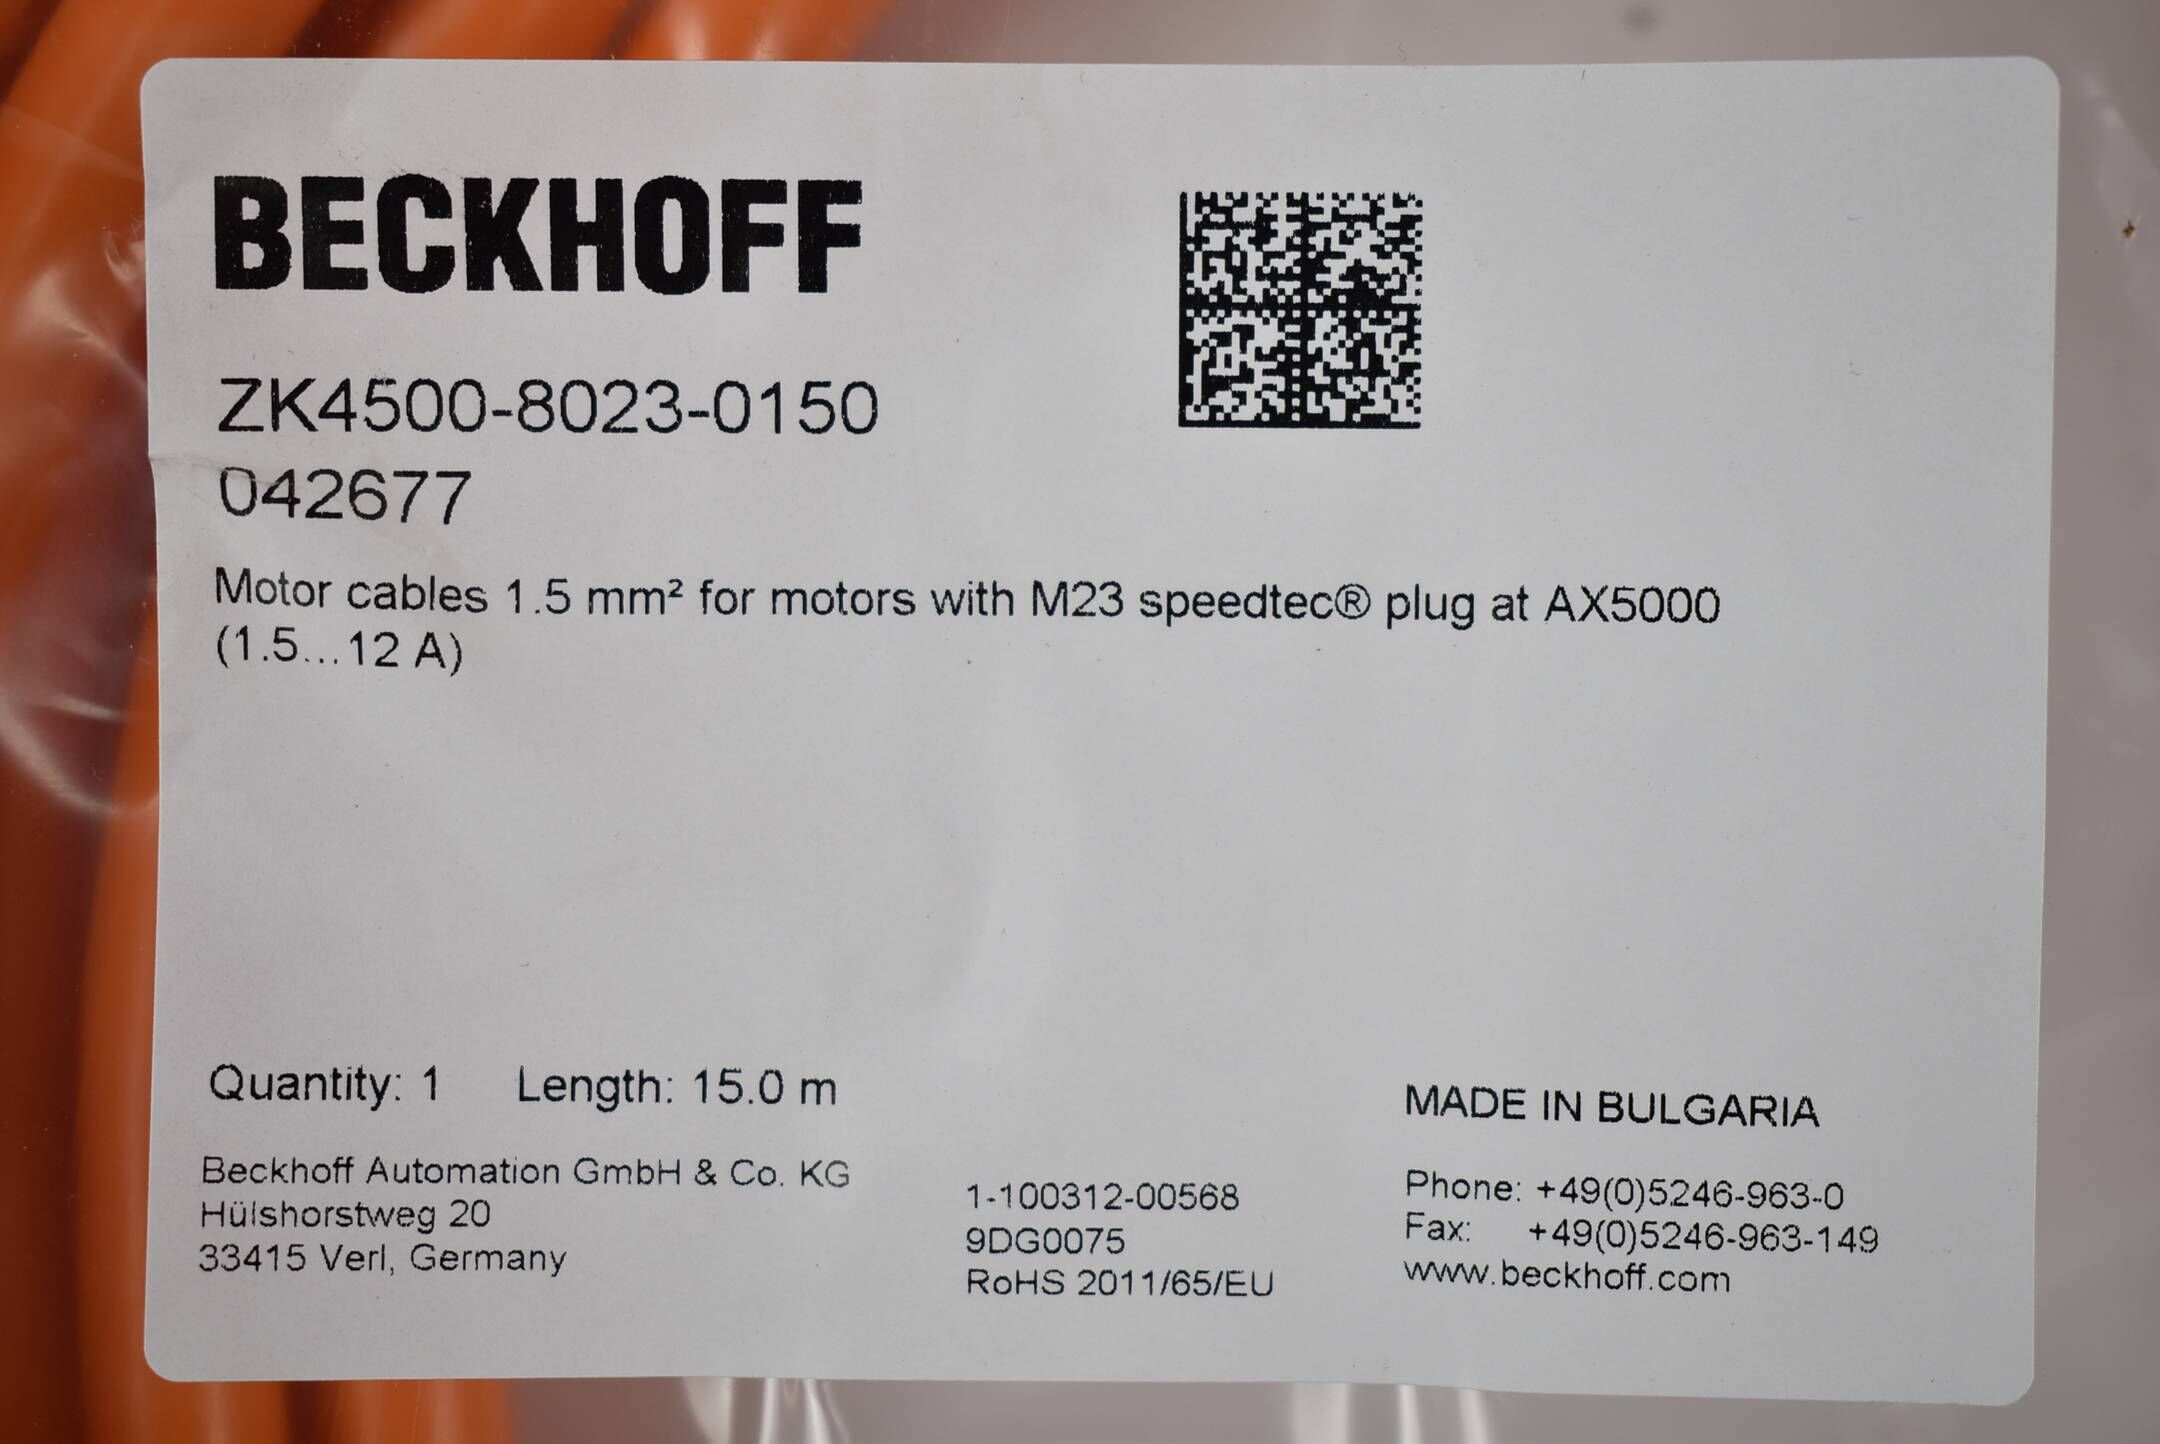 BECKHOFF
ZK4500-8023-0150
042677
Motor cables 1.5 mm² for motors with M23 speedtec® plug at AX5000
(1.5...12 A)
Quantity: 1 Length: 15.0 m
Beckhoff Automation GmbH & Co. KG
Hülshorstweg 20
33415 Verl, Germany
1-100312-00568
9DG0075
RoHS 2011/65/EU
MADE IN BULGARIA
Phone: +49(0)5246-963-0
Fax: +49(0)5246-963-149
www.beckhoff.com